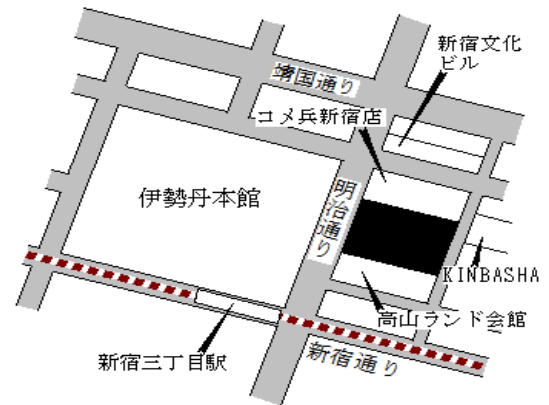 新宿文化
ビル
靖国通り
コメ兵新宿店
伊勢丹本館
明治通り
KINBASHA
高山ランド会館
新宿三丁目駅
新宿通り